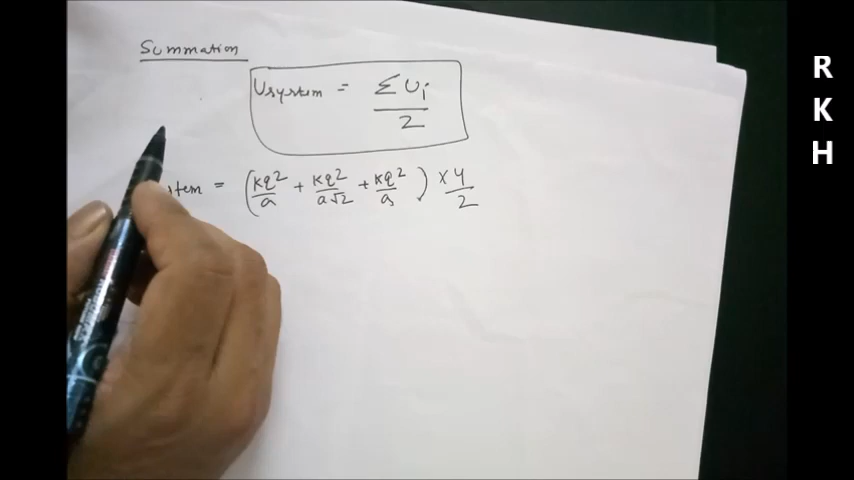 Summation
Usystem = ΣUi / 2
stem = (Kq²/a + Kq²/a√2 + Kq²/a) × 4/2
R
K
H